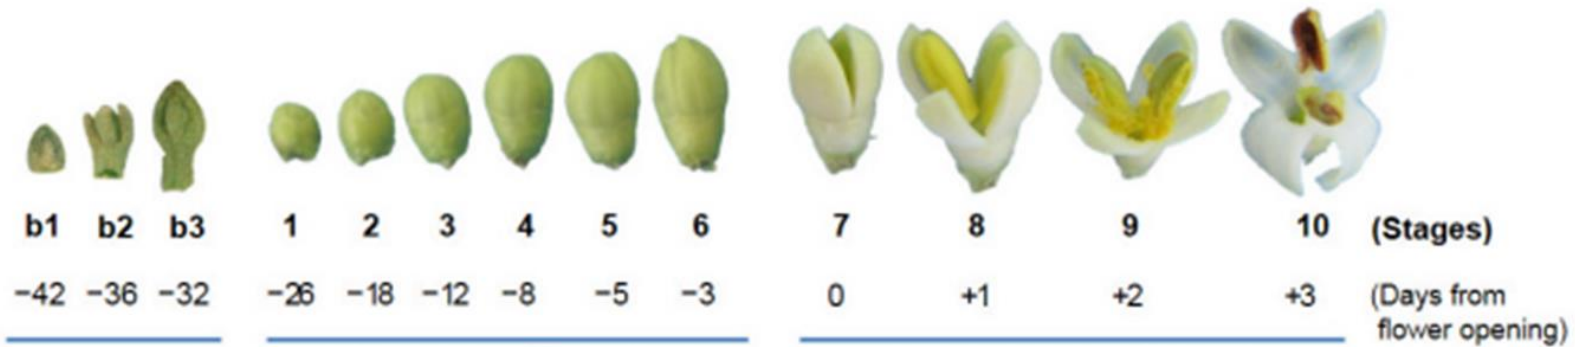 b1 b2 b3 1 2 3 4 5 6 7 8 9 10 (Stages)
−42 −36 −32 −26 −18 −12 −8 −5 −3 0 +1 +2 +3 (Days from
flower opening)